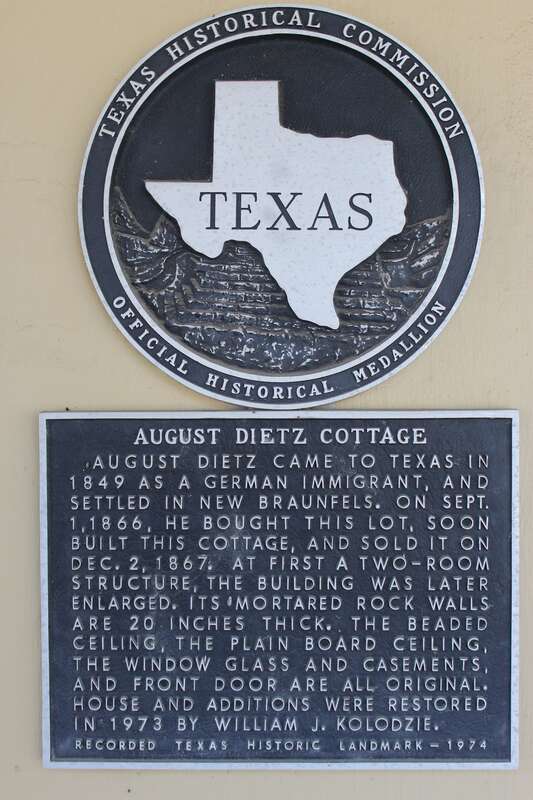 TEXAS HISTORICAL COMMISSION
TEXAS
OFFICIAL HISTORICAL MEDALLION
AUGUST DIETZ COTTAGE
AUGUST DIETZ CAME TO TEXAS IN
1849 AS A GERMAN IMMIGRANT, AND
SETTLED IN NEW BRAUNFELS. ON SEPT.
1, 1866, HE BOUGHT THIS LOT, SOON
BUILT THIS COTTAGE, AND SOLD IT ON
DEC. 2, 1867. AT FIRST A TWO-ROOM
STRUCTURE, THE BUILDING WAS LATER
ENLARGED. ITS MORTARED ROCK WALLS
ARE 20 INCHES THICK. THE BEADED
CEILING, THE PLAIN BOARD CEILING,
THE WINDOW GLASS AND CASEMENTS,
AND FRONT DOOR ARE ALL ORIGINAL.
HOUSE AND ADDITIONS WERE RESTORED
IN 1973 BY WILLIAM J. KOLODZIE.
RECORDED TEXAS HISTORIC LANDMARK – 1974